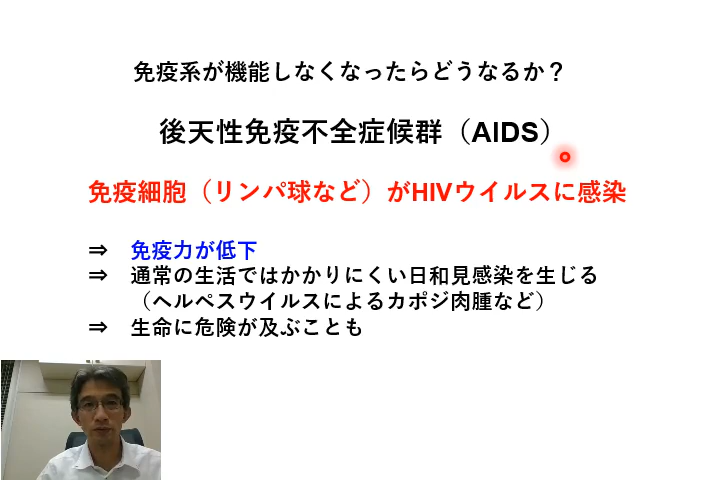 免疫系が機能しなくなったらどうなるか？
後天性免疫不全症候群（AIDS）
免疫細胞（リンパ球など）がHIVウイルスに感染
⇒ 免疫力が低下
⇒ 通常の生活ではかかりにくい日和見感染を生じる
（ヘルペスウイルスによるカポジ肉腫など）
⇒ 生命に危険が及ぶことも